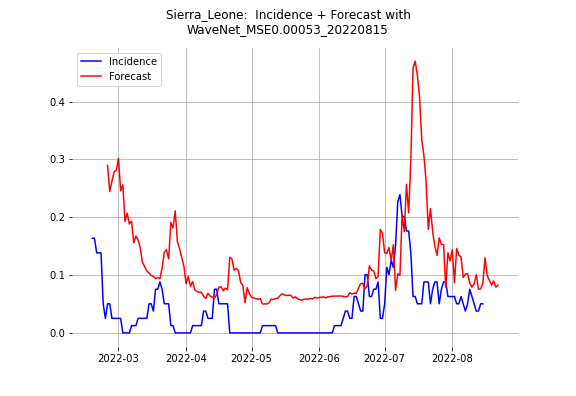 Sierra_Leone:  Incidence + Forecast with
WaveNet_MSE0.00053_20220815
Incidence
Forecast
0.4
0.3
0.2
0.1
0.0
2022-03 2022-04 2022-05 2022-06 2022-07 2022-08